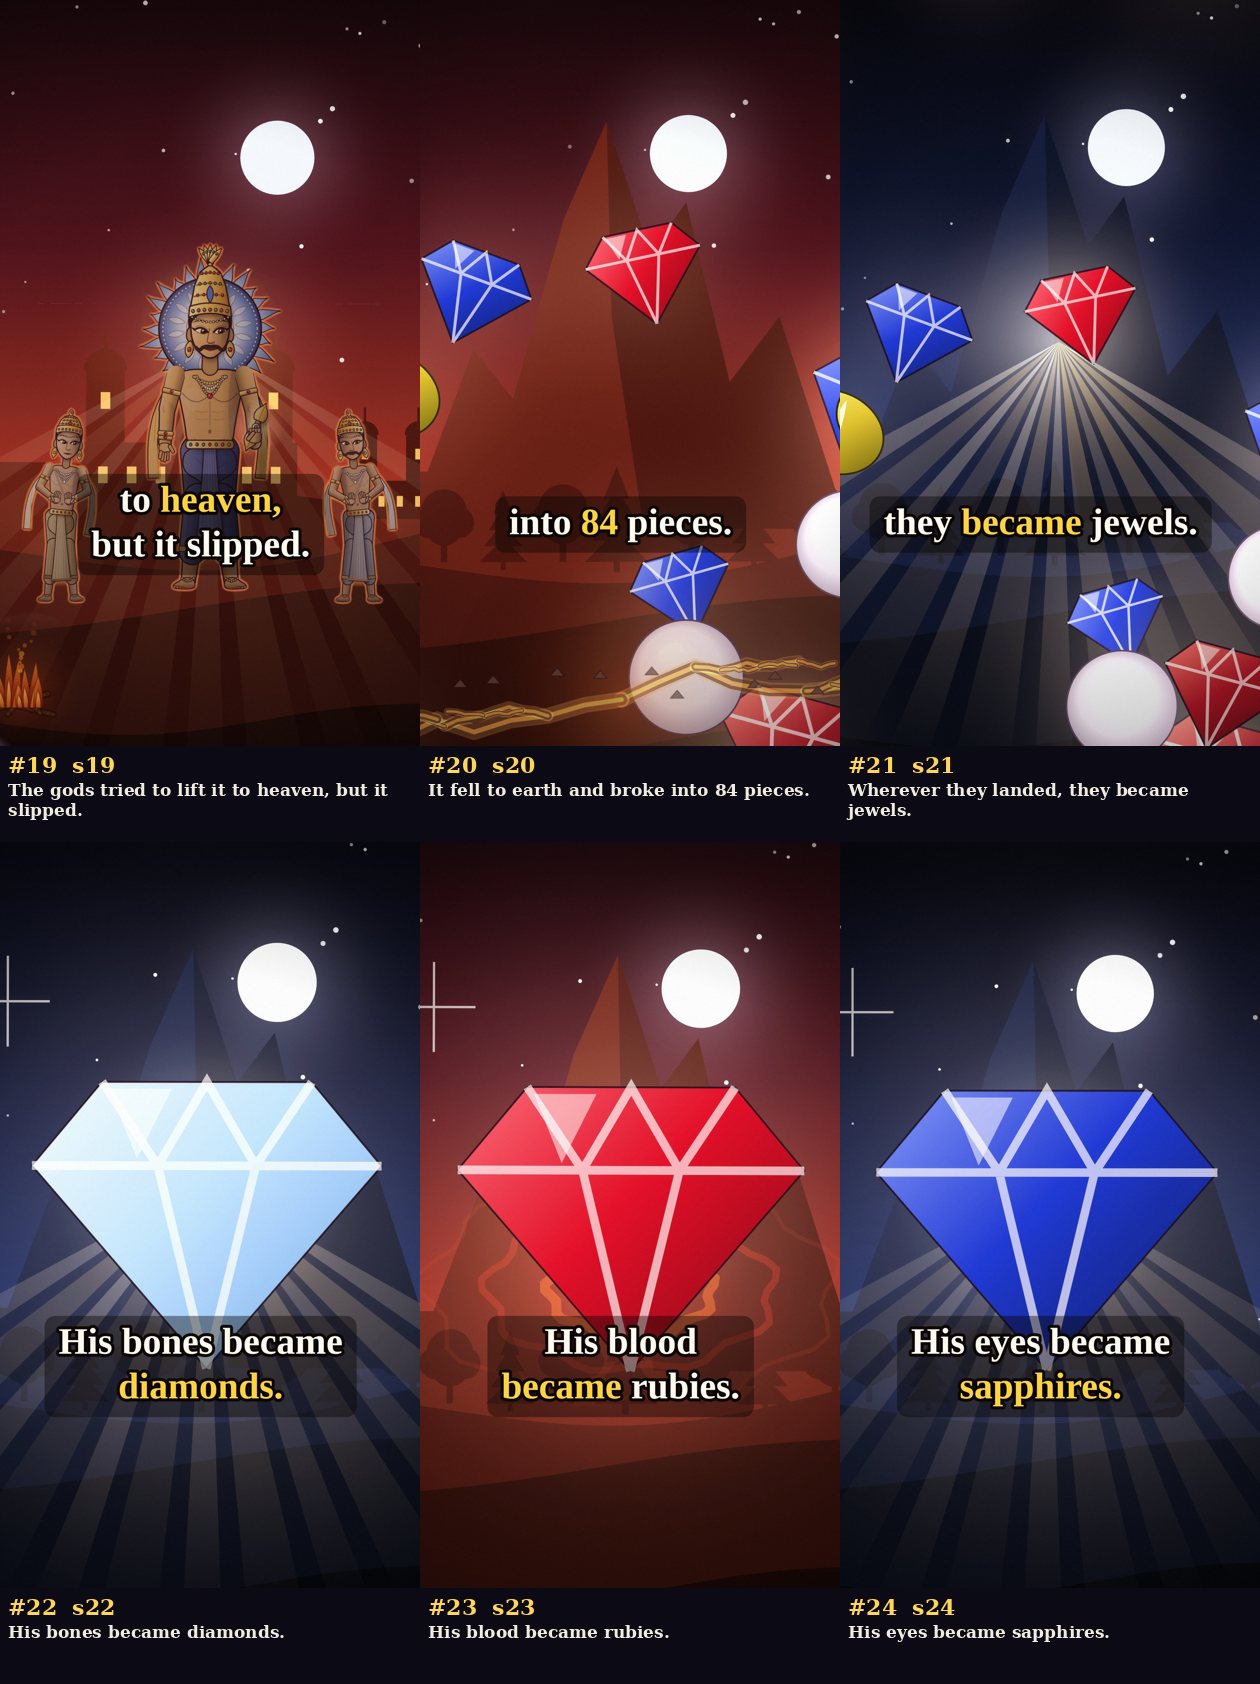 to heaven,
but it slipped.
into 84 pieces.
they became jewels.
#19 s19
The gods tried to lift it to heaven, but it
slipped.
#20 s20
It fell to earth and broke into 84 pieces.
#21 s21
Wherever they landed, they became
jewels.
His bones became
diamonds.
His blood
became rubies.
His eyes became
sapphires.
#22 s22
His bones became diamonds.
#23 s23
His blood became rubies.
#24 s24
His eyes became sapphires.